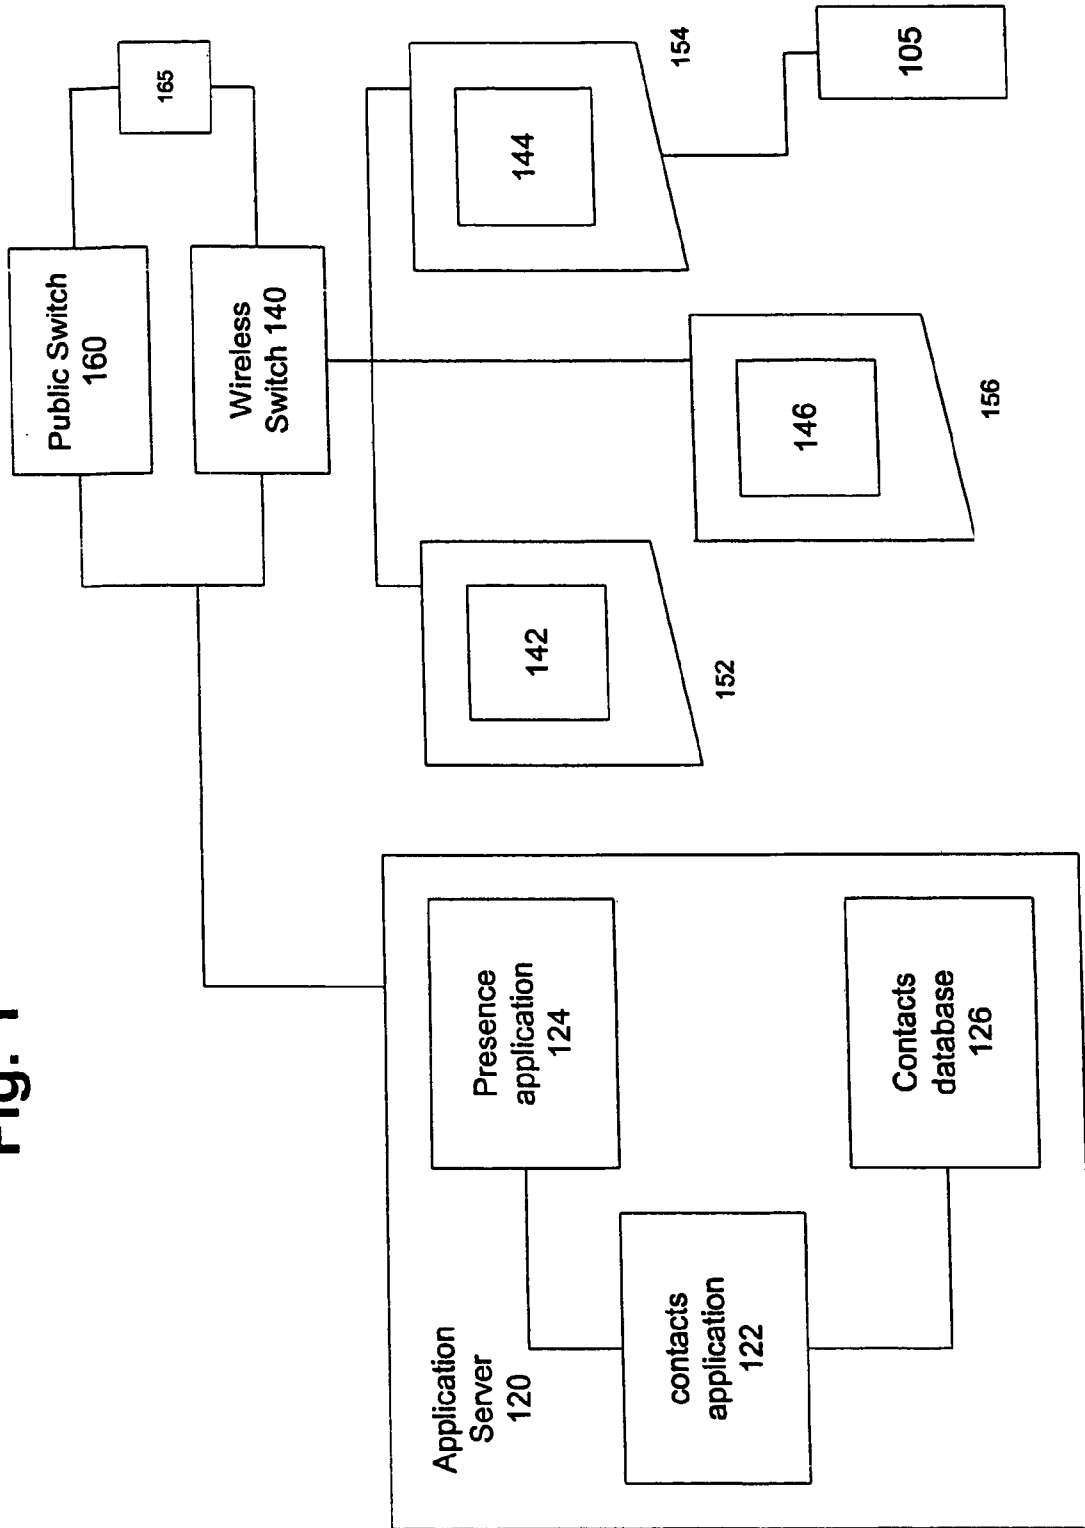 Fig. 1
Application
Server
120
contacts
application
122
Presence
application
124
Contacts
database
126
Public Switch
160
Wireless
Switch 140
165
142
152
146
156
144
154
105